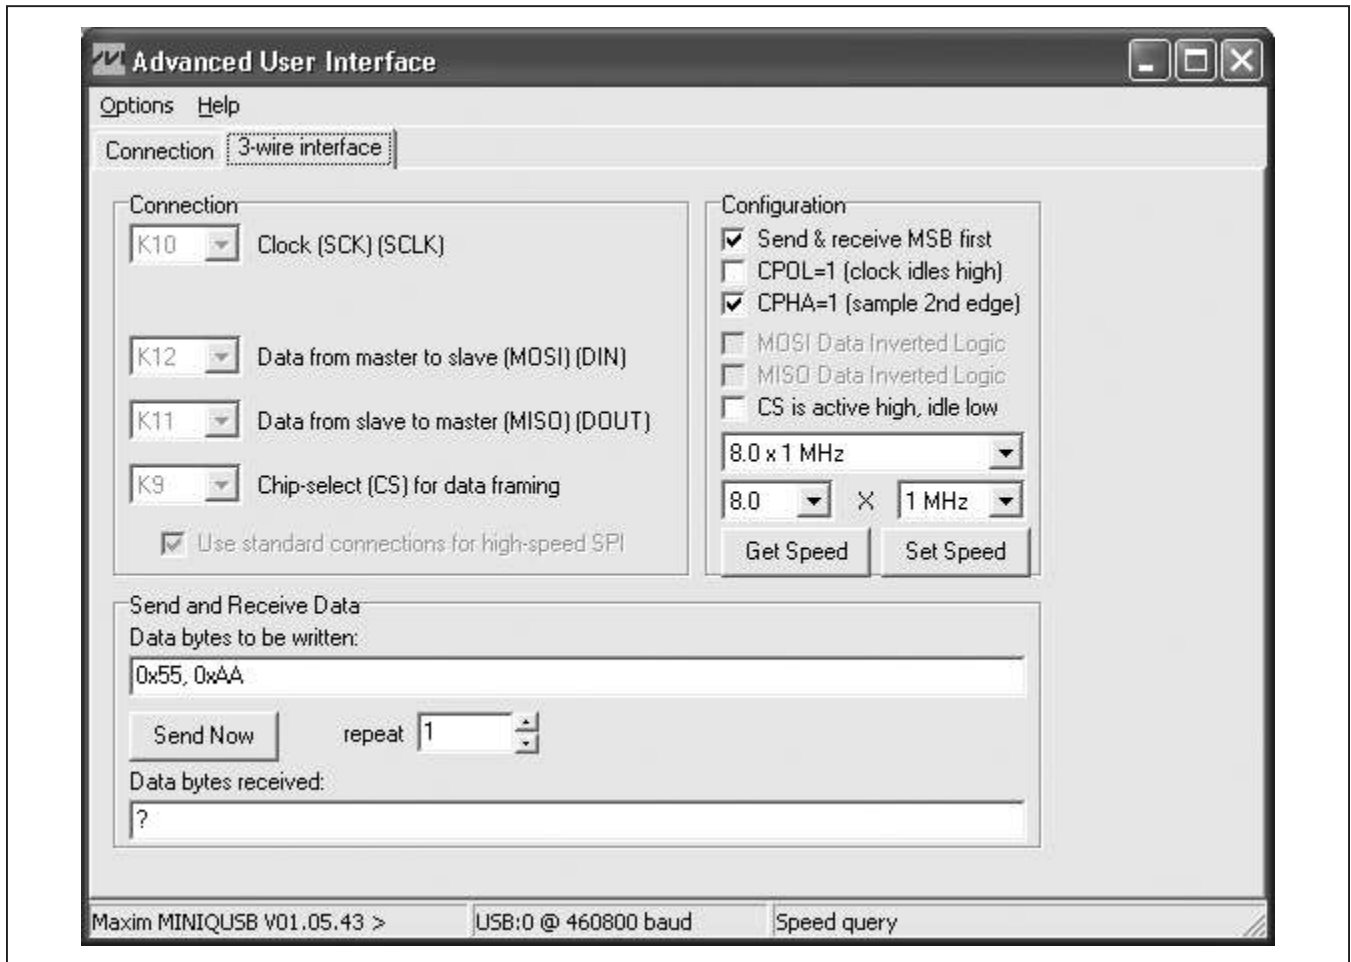 Advanced User Interface
Options Help
Connection 3-wire interface
Connection
K10 Clock (SCK) (SCLK)
K12 Data from master to slave (MOSI) (DIN)
K11 Data from slave to master (MISO) (DOUT)
K9 Chip-select (CS) for data framing
Use standard connections for high-speed SPI
Configuration
Send & receive MSB first
CPOL=1 (clock idles high)
CPHA=1 (sample 2nd edge)
MOSI Data Inverted Logic
MISO Data Inverted Logic
CS is active high, idle low
8.0 x 1 MHz
8.0 X 1 MHz
Get Speed Set Speed
Send and Receive Data
Data bytes to be written:
0x55, 0xAA
Send Now repeat 1
Data bytes received:
?
Maxim MINIQUSB V01.05.43 > USB:0 @ 460800 baud Speed query